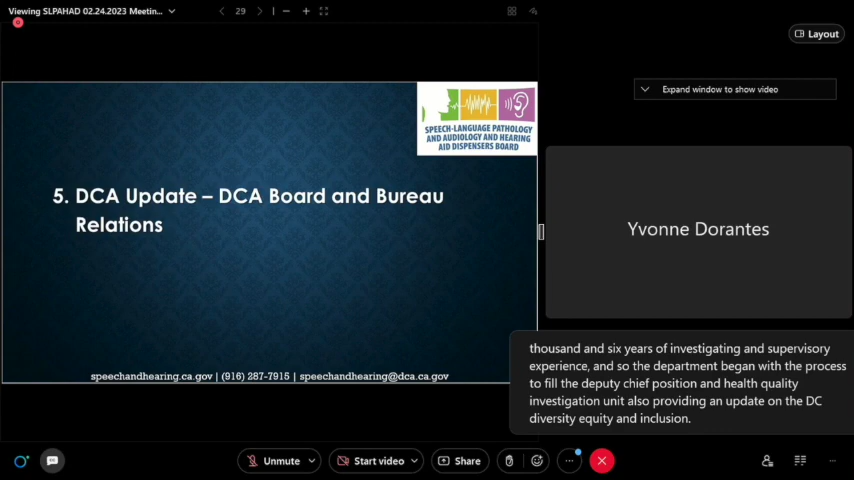 Viewing SLPAHAD 02.24.2023 Meetin...
29
Layout
Expand window to show video
SPEECH-LANGUAGE PATHOLOGY
AND AUDIOLOGY AND HEARING
AID DISPENSERS BOARD
5. DCA Update – DCA Board and Bureau
Relations
speechandhearing.ca.gov | (916) 287-7915 | speechandhearing@dca.ca.gov
Yvonne Dorantes
thousand and six years of investigating and supervisory
experience, and so the department began with the process
to fill the deputy chief position and health quality
investigation unit also providing an update on the DC
diversity equity and inclusion.
Unmute
Start video
Share